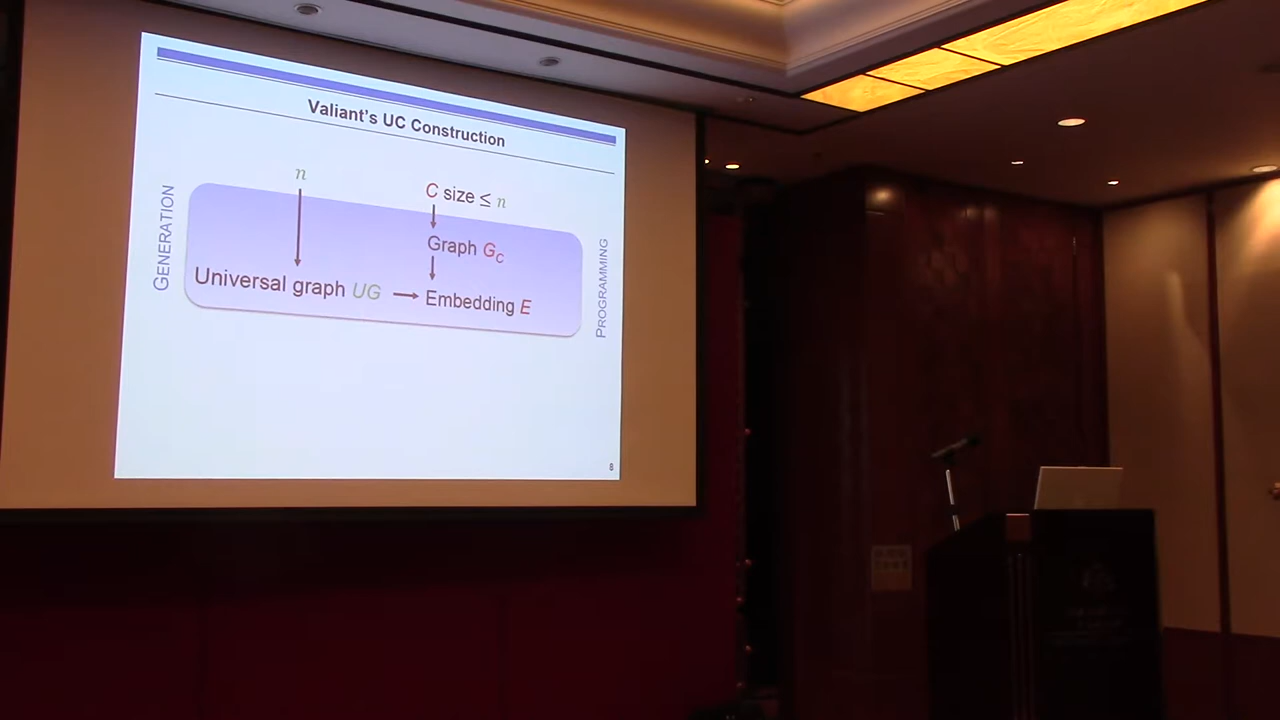 Valiant's UC Construction
GENERATION
n
C size ≤ n
Graph G_C
Universal graph UG
Embedding E
PROGRAMMING
8